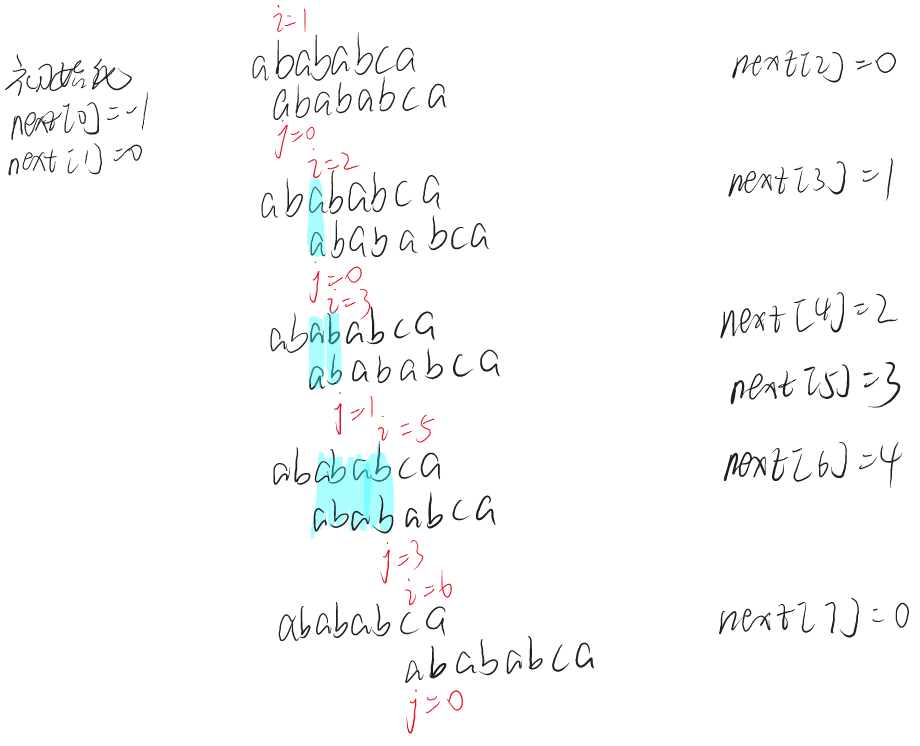 初始化
next[0]=-1
next[1]=0
i=1
abababca
abababca
j=0
next[2]=0
i=2
abababca
abababca
j=0
next[3]=1
i=3
abababca
abababca
j=1
next[4]=2
next[5]=3
i=5
abababca
abababca
j=3
next[6]=4
i=6
abababca
abababca
j=0
next[7]=0